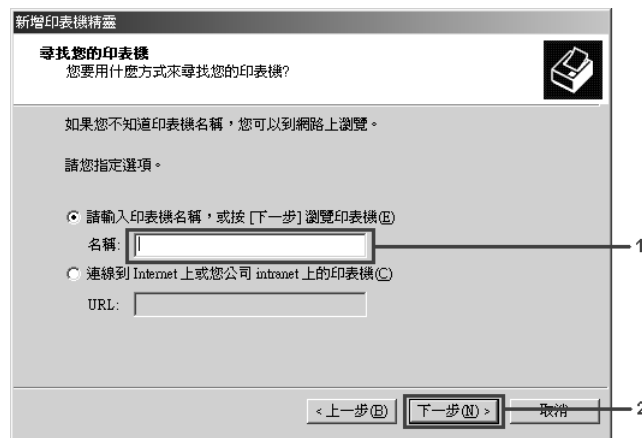 新增印表機精靈
尋找您的印表機
您要用什麼方式來尋找您的印表機?
如果您不知道印表機名稱，您可以到網路上瀏覽。
請您指定選項。
請輸入印表機名稱，或按 [下一步] 瀏覽印表機(E)
名稱:
1
連線到 Internet 上或您公司 intranet 上的印表機(C)
URL:
<上一步(B)
下一步(N) >
取消
2